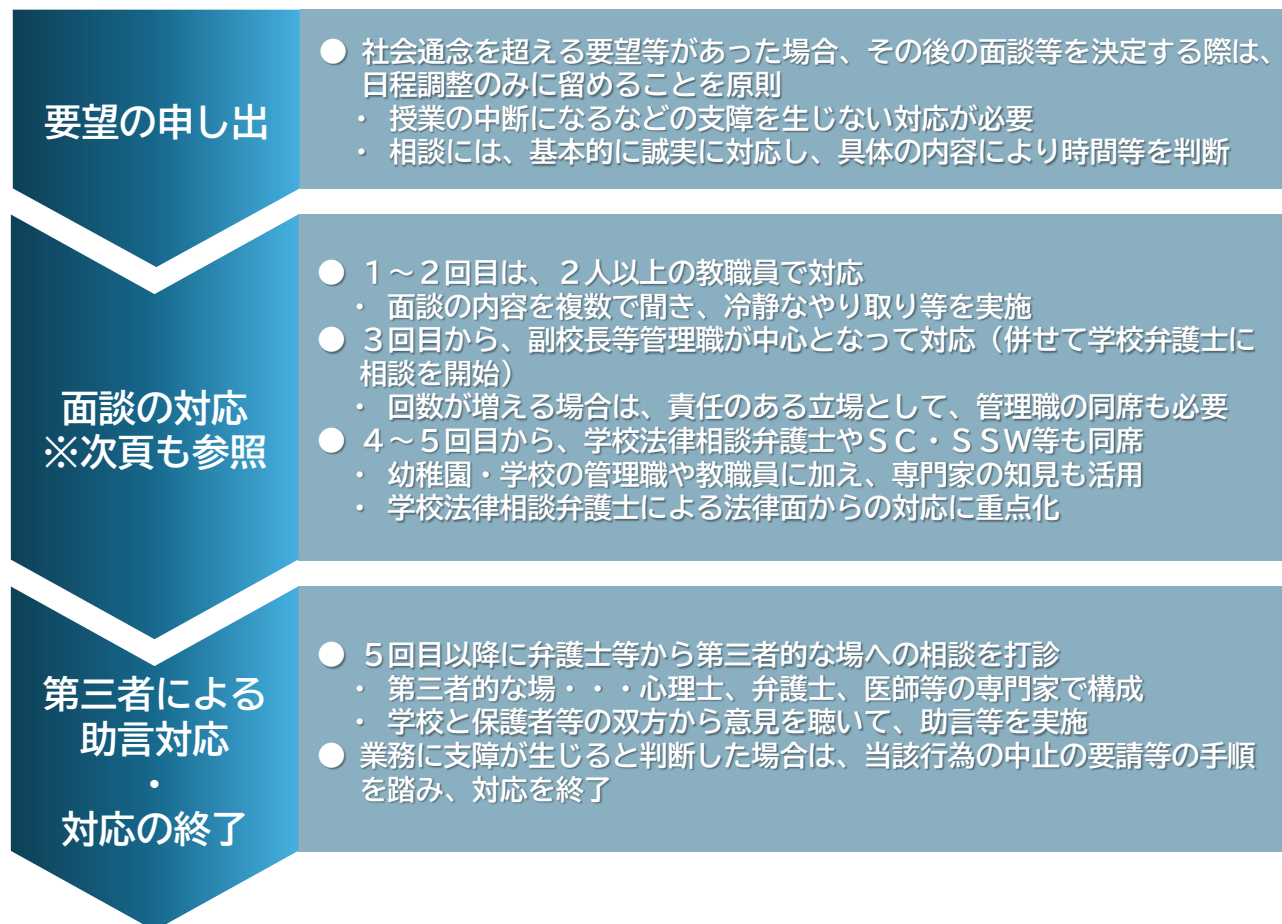 要望の申し出
● 社会通念を超える要望等があった場合、その後の面談等を決定する際は、
日程調整のみに留めることを原則
・ 授業の中断になるなどの支障を生じない対応が必要
・ 相談には、基本的に誠実に対応し、具体の内容により時間等を判断
面談の対応
※次頁も参照
● １～２回目は、２人以上の教職員で対応
・ 面談の内容を複数で聞き、冷静なやり取り等を実施
● ３回目から、副校長等管理職が中心となって対応（併せて学校弁護士に
相談を開始）
・ 回数が増える場合は、責任のある立場として、管理職の同席も必要
● ４～５回目から、学校法律相談弁護士やＳＣ・ＳＳＷ等も同席
・ 幼稚園・学校の管理職や教職員に加え、専門家の知見も活用
・ 学校法律相談弁護士による法律面からの対応に重点化
第三者による
助言対応
・
対応の終了
● ５回目以降に弁護士等から第三者的な場への相談を打診
・ 第三者的な場・・・心理士、弁護士、医師等の専門家で構成
・ 学校と保護者等の双方から意見を聴いて、助言等を実施
● 業務に支障が生じると判断した場合は、当該行為の中止の要請等の手順
を踏み、対応を終了